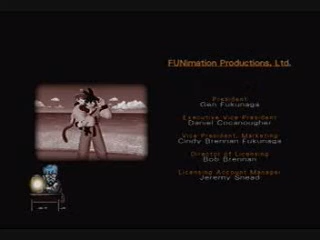 FUNimation Productions, Ltd.
President
Gen Fukunaga
Executive Vice President
Daniel Cocanougher
Vice President, Marketing
Cindy Brennan Fukunaga
Director of Licensing
Bob Brennan
Licensing Account Manager
Jeremy Snead